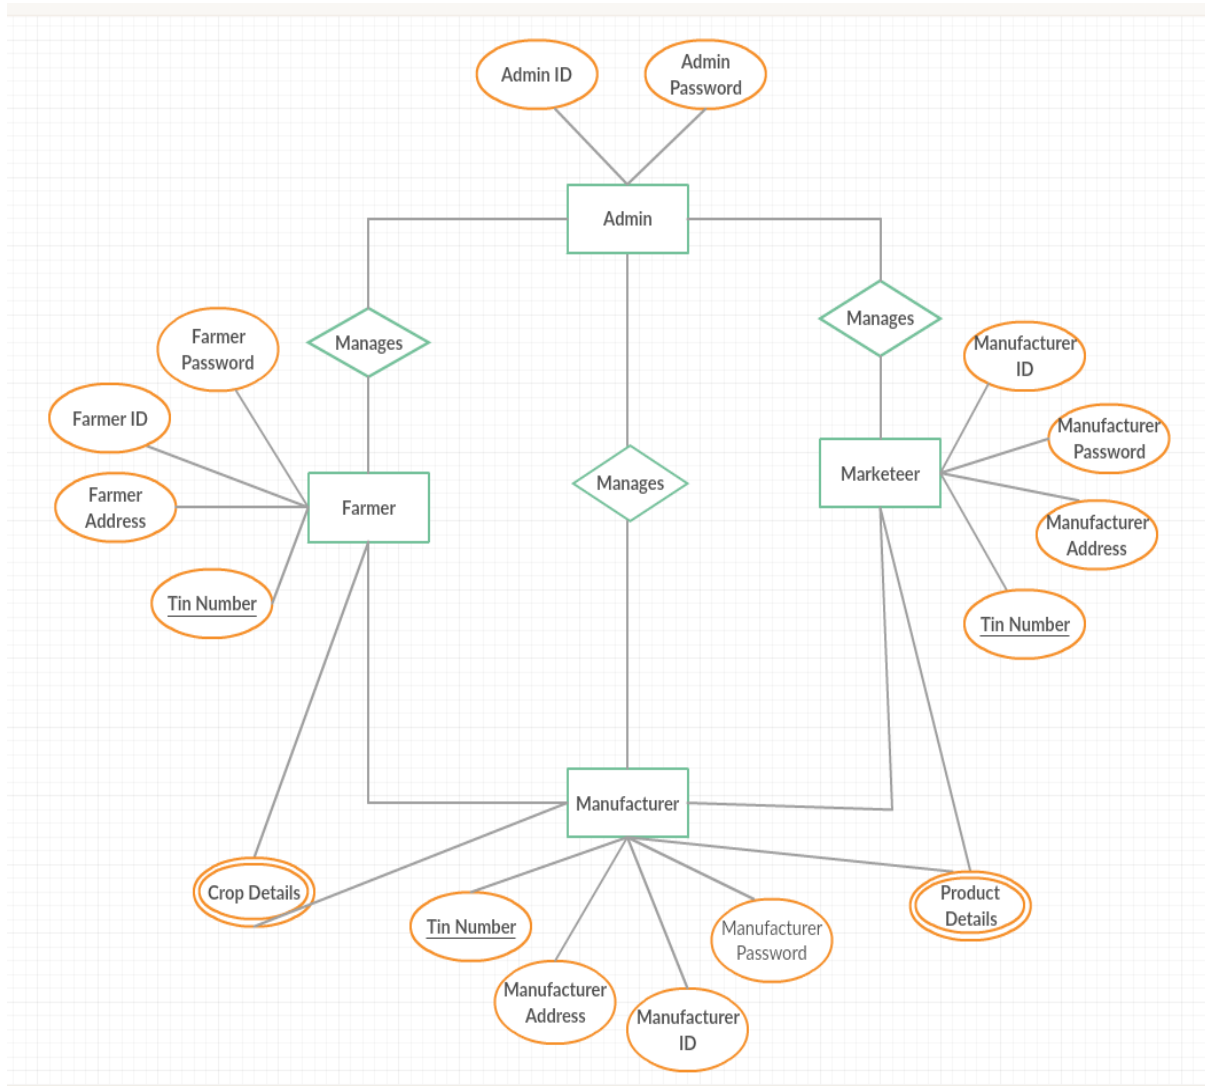 Admin ID
Admin
Password
Admin
Manages
Manages
Farmer
Password
Farmer ID
Farmer
Address
Tin Number
Farmer
Manages
Marketeer
Manufacturer
ID
Manufacturer
Password
Manufacturer
Address
Tin Number
Manufacturer
Crop Details
Tin Number
Manufacturer
Address
Manufacturer
ID
Manufacturer
Password
Product
Details